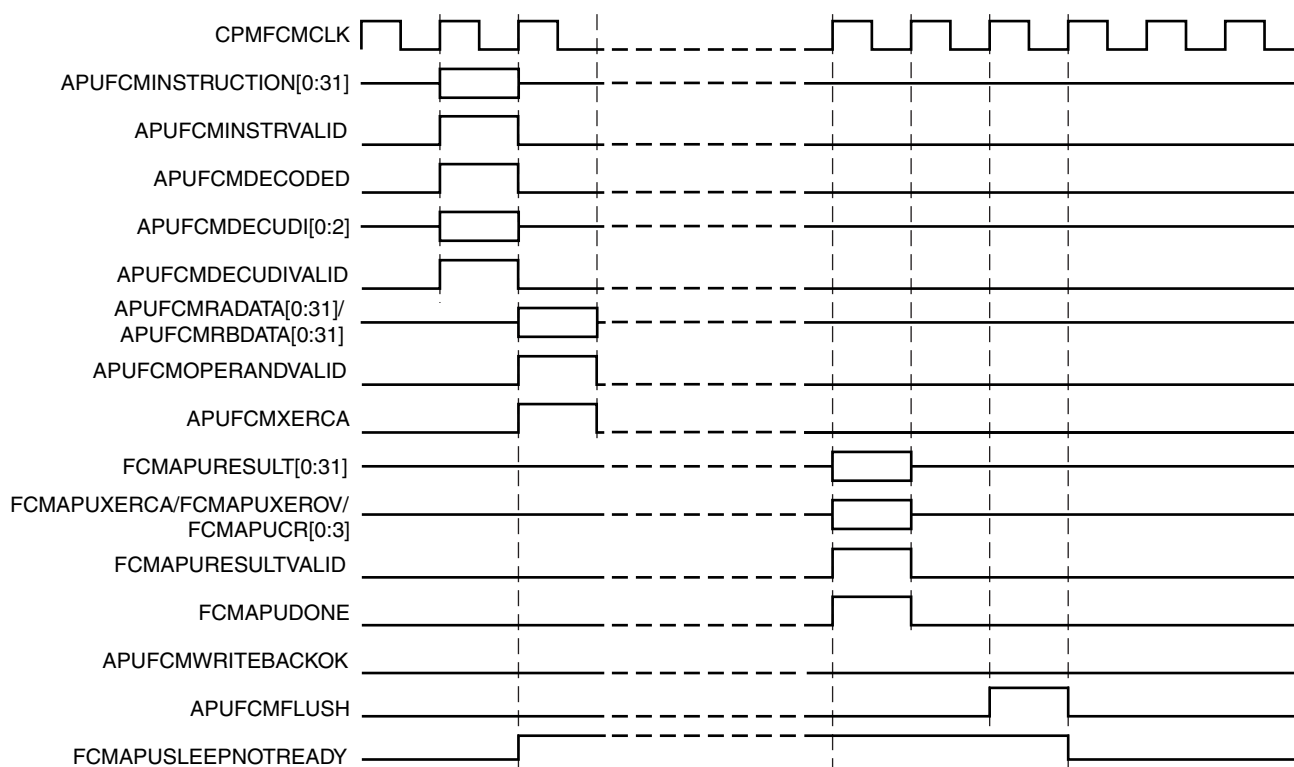 CPMFCMCLK
APUFCMINSTRUCTION[0:31]
APUFCMINSTRVALID
APUFCMDECODED
APUFCMDECUDI[0:2]
APUFCMDECUDIVALID
APUFCMRADATA[0:31]/
APUFCMRBDATA[0:31]
APUFCMOPERANDVALID
APUFCMXERCA
FCMAPURESULT[0:31]
FCMAPUXERCA/FCMAPUXEROV/
FCMAPUCR[0:3]
FCMAPURESULTVALID
FCMAPUDONE
APUFCMWRITEBACKOK
APUFCMFLUSH
FCMAPUSLEEPNOTREADY